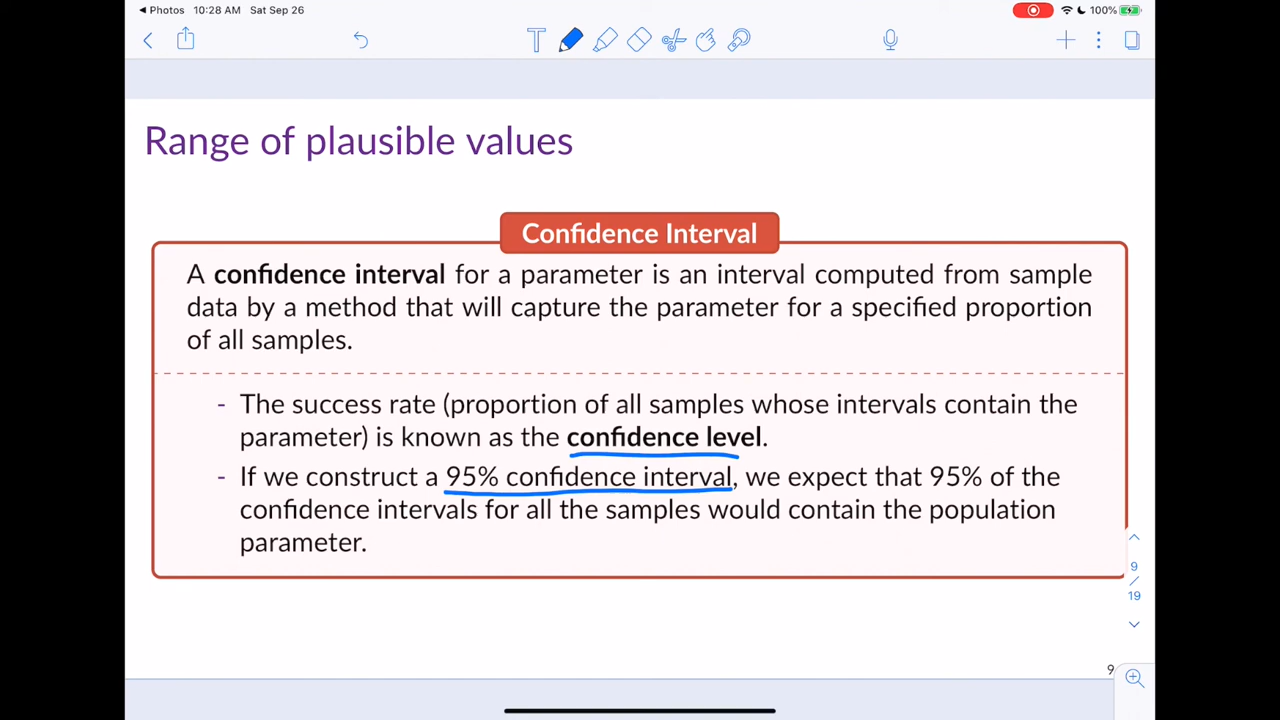 Photos 10:28 AM Sat Sep 26 100%
T
Range of plausible values
Confidence Interval
A confidence interval for a parameter is an interval computed from sample
data by a method that will capture the parameter for a specified proportion
of all samples.
- The success rate (proportion of all samples whose intervals contain the
parameter) is known as the confidence level.
- If we construct a 95% confidence interval, we expect that 95% of the
confidence intervals for all the samples would contain the population
parameter.
9
/
19
9